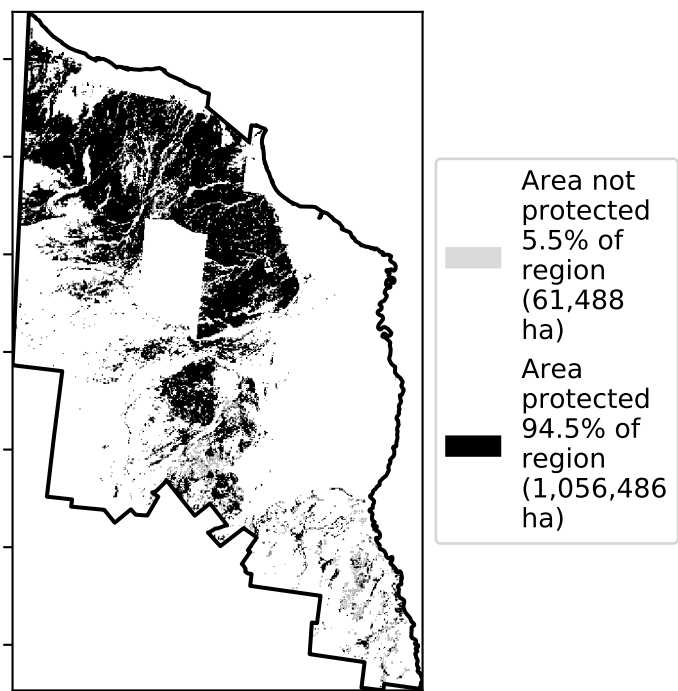 Area not
protected
5.5% of
region
(61,488
ha)
Area
protected
94.5% of
region
(1,056,486
ha)